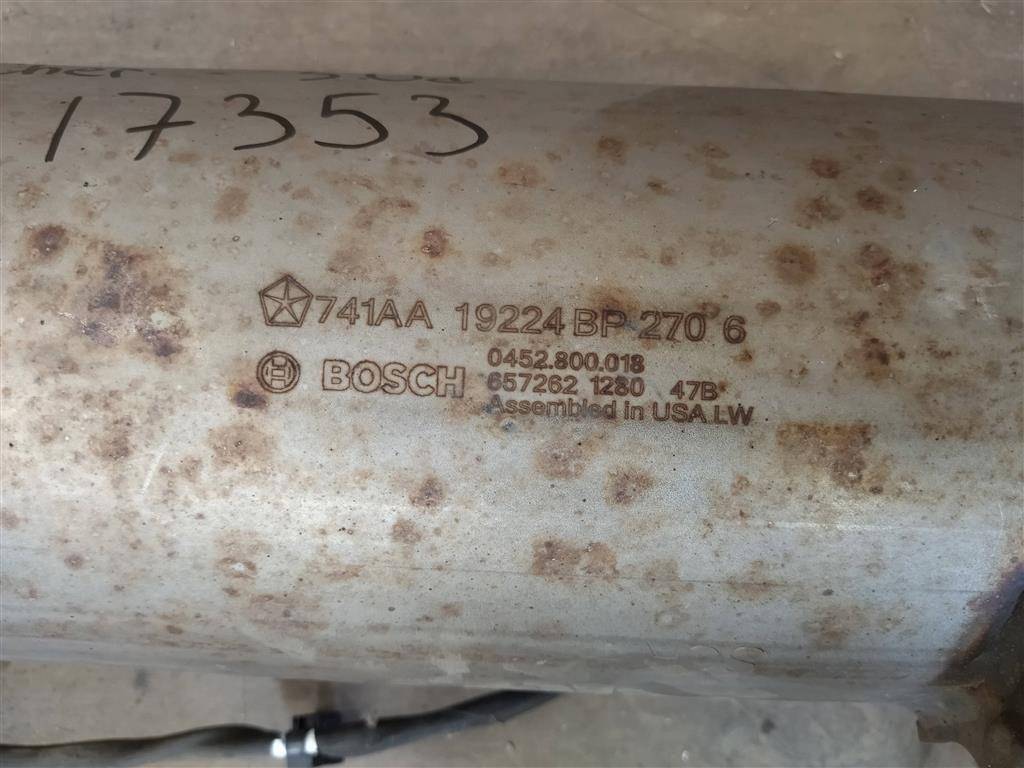 17353
741AA 19224 BP 270 6
BOSCH
0452.800.018
657262 1280 47B
Assembled in USA.LW